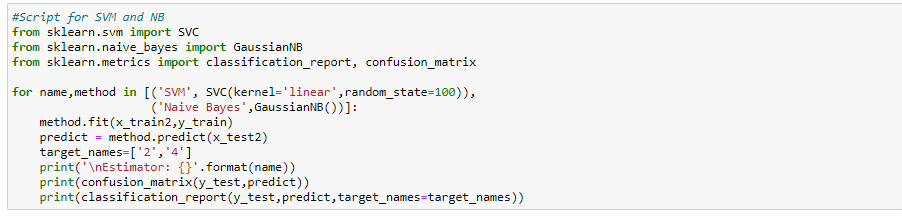 #Script for SVM and NB
from sklearn.svm import SVC
from sklearn.naive_bayes import GaussianNB
from sklearn.metrics import classification_report, confusion_matrix

for name,method in [('SVM', SVC(kernel='linear',random_state=100)),
                    ('Naive Bayes',GaussianNB())]:
    method.fit(x_train2,y_train)
    predict = method.predict(x_test2)
    target_names=['2','4']
    print('\nEstimator: {}'.format(name))
    print(confusion_matrix(y_test,predict))
    print(classification_report(y_test,predict,target_names=target_names))